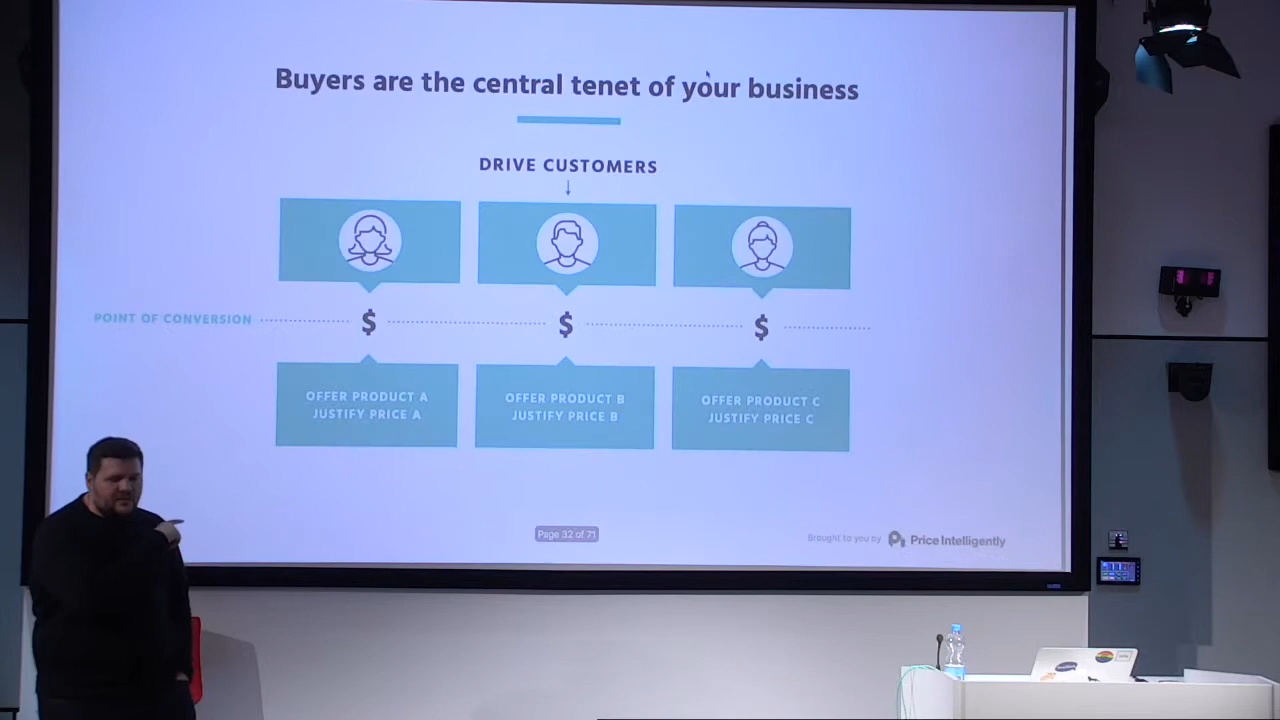 Buyers are the central tenet of your business
DRIVE CUSTOMERS
POINT OF CONVERSION
$ $ $
OFFER PRODUCT A
JUSTIFY PRICE A
OFFER PRODUCT B
JUSTIFY PRICE B
OFFER PRODUCT C
JUSTIFY PRICE C
Page 32 of 71
Brought to you by
Price Intelligently